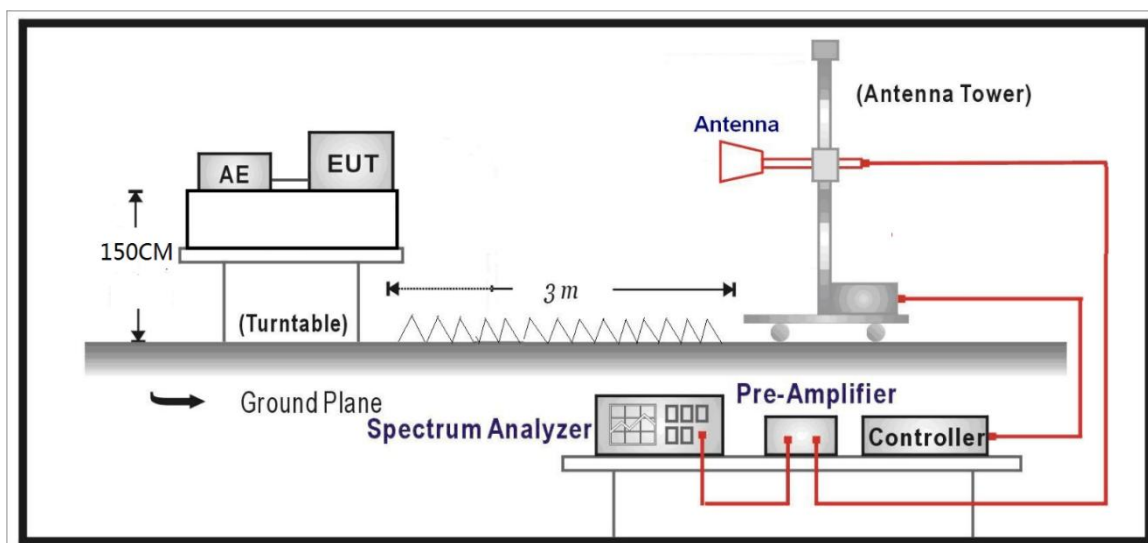 (Antenna Tower)
Antenna
AE
EUT
150CM
3 m
(Turntable)
Ground Plane
Spectrum Analyzer
Pre-Amplifier
Controller